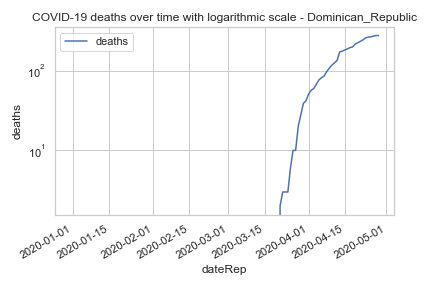 COVID-19 deaths over time with logarithmic scale - Dominican_Republic
deaths
10²
10¹
deaths
2020-01-01
2020-01-15
2020-02-01
2020-02-15
2020-03-01
2020-03-15
2020-04-01
2020-04-15
2020-05-01
dateRep